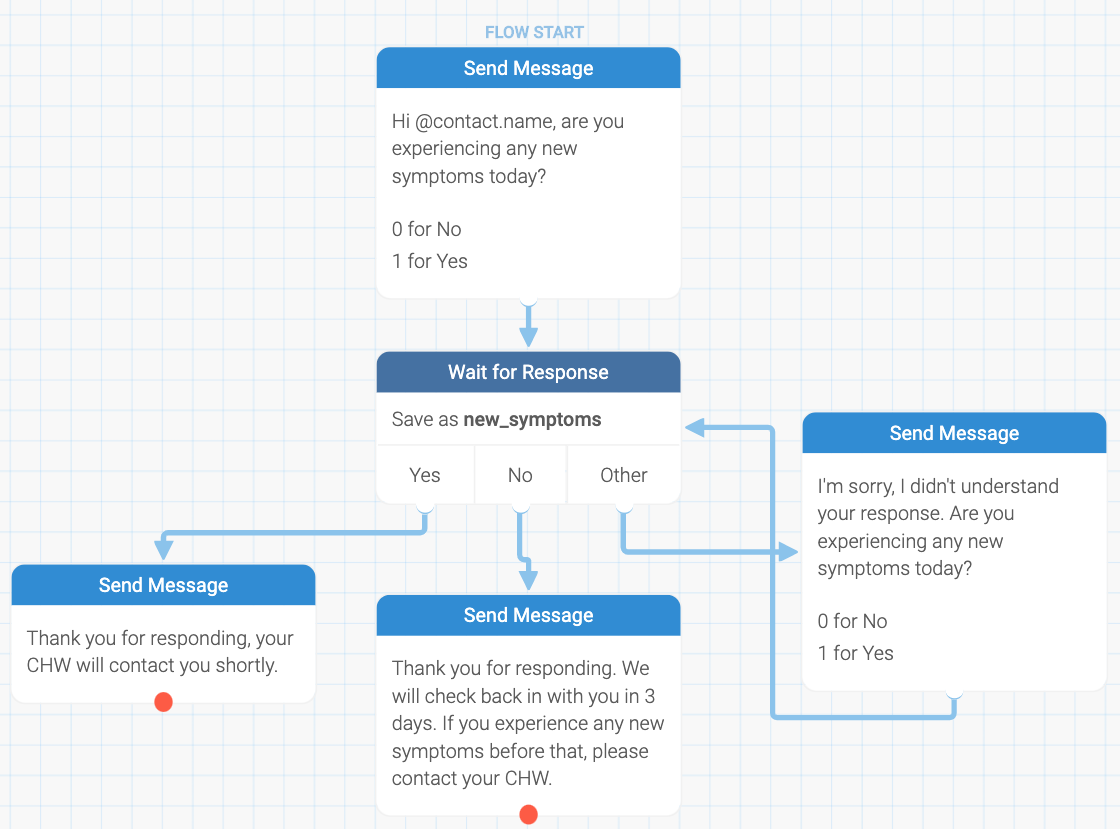 FLOW START
Send Message
Hi @contact.name, are you
experiencing any new
symptoms today?
0 for No
1 for Yes
Wait for Response
Save as new_symptoms
Yes
No
Other
Send Message
I'm sorry, I didn't understand
your response. Are you
experiencing any new
symptoms today?
0 for No
1 for Yes
Send Message
Thank you for responding, your
CHW will contact you shortly.
Send Message
Thank you for responding. We
will check back in with you in 3
days. If you experience any new
symptoms before that, please
contact your CHW.